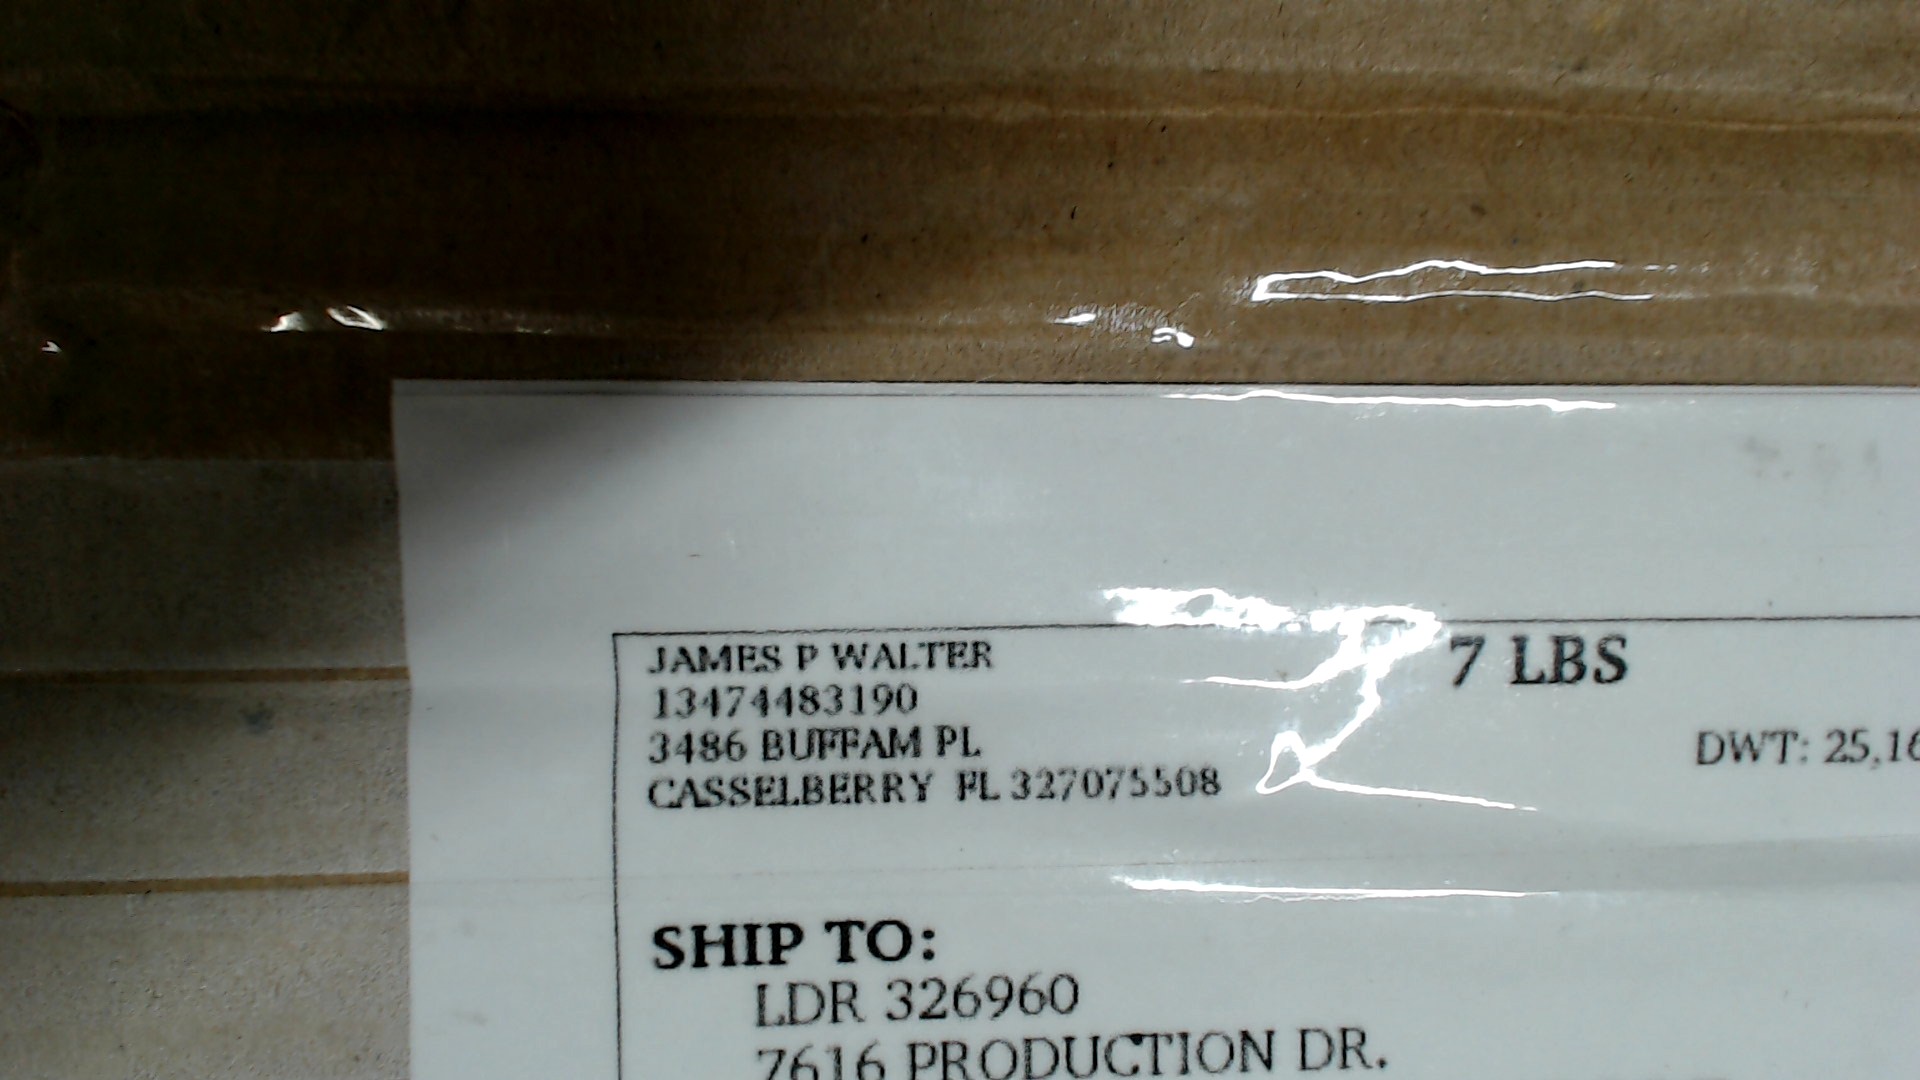 JAMES P WALTER
13474483190
3486 BUFFAM PL
CASSELBERRY FL 327075508
7 LBS
DWT: 25,16
SHIP TO:
LDR 326960
7616 PRODUCTION DR.